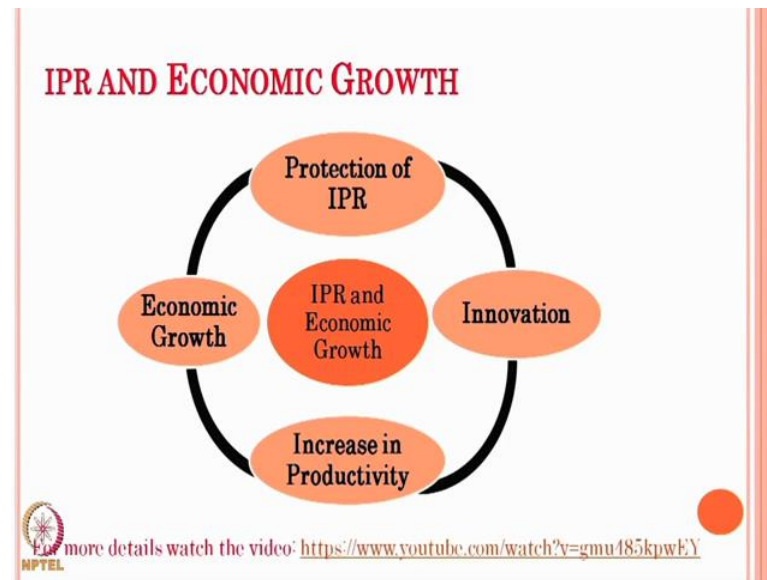 IPR AND ECONOMIC GROWTH
Protection of
IPR
Economic
Growth
IPR and
Economic
Growth
Innovation
Increase in
Productivity
For more details watch the video: https://www.youtube.com/watch?v=gmu485kpwEY
NPTEL